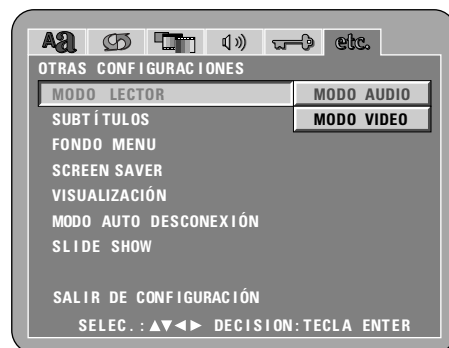 Aa etc.
OTRAS CONFIGURACIONES
MODO LECTOR MODO AUDIO
SUBTÍTULOS MODO VIDEO
FONDO MENU
SCREEN SAVER
VISUALIZACIÓN
MODO AUTO DESCONEXIÓN
SLIDE SHOW
SALIR DE CONFIGURACIÓN
SELEC.:▲▼◄► DECISION:TECLA ENTER